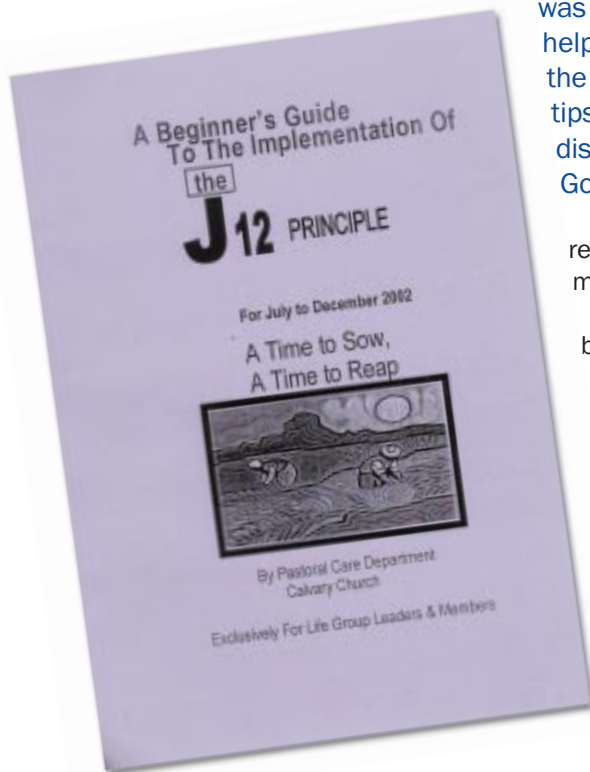 was
help
the
tips
dis
Go
re
m
b
A Beginner's Guide
To The Implementation Of
the
J 12 PRINCIPLE
For July to December 2002
A Time to Sow,
A Time to Reap
By Pastoral Care Department
Calvary Church
Exclusively For Life Group Leaders & Members